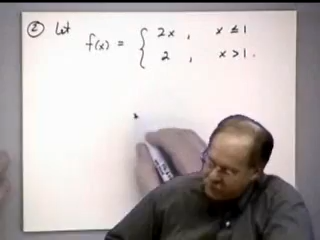 ② Let
f(x) = { 2x , x ≤ 1
2 , x > 1 .